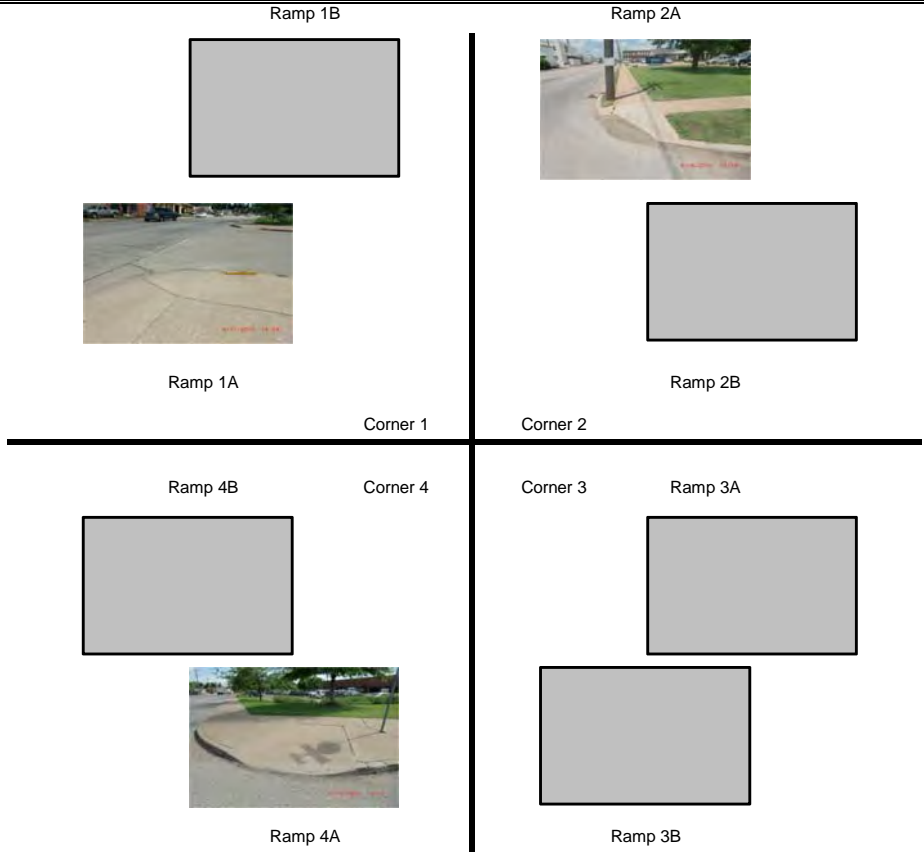 Ramp 1B
Ramp 2A
Ramp 1A
Ramp 2B
Corner 1
Corner 2
Ramp 4B
Corner 4
Corner 3
Ramp 3A
Ramp 4A
Ramp 3B